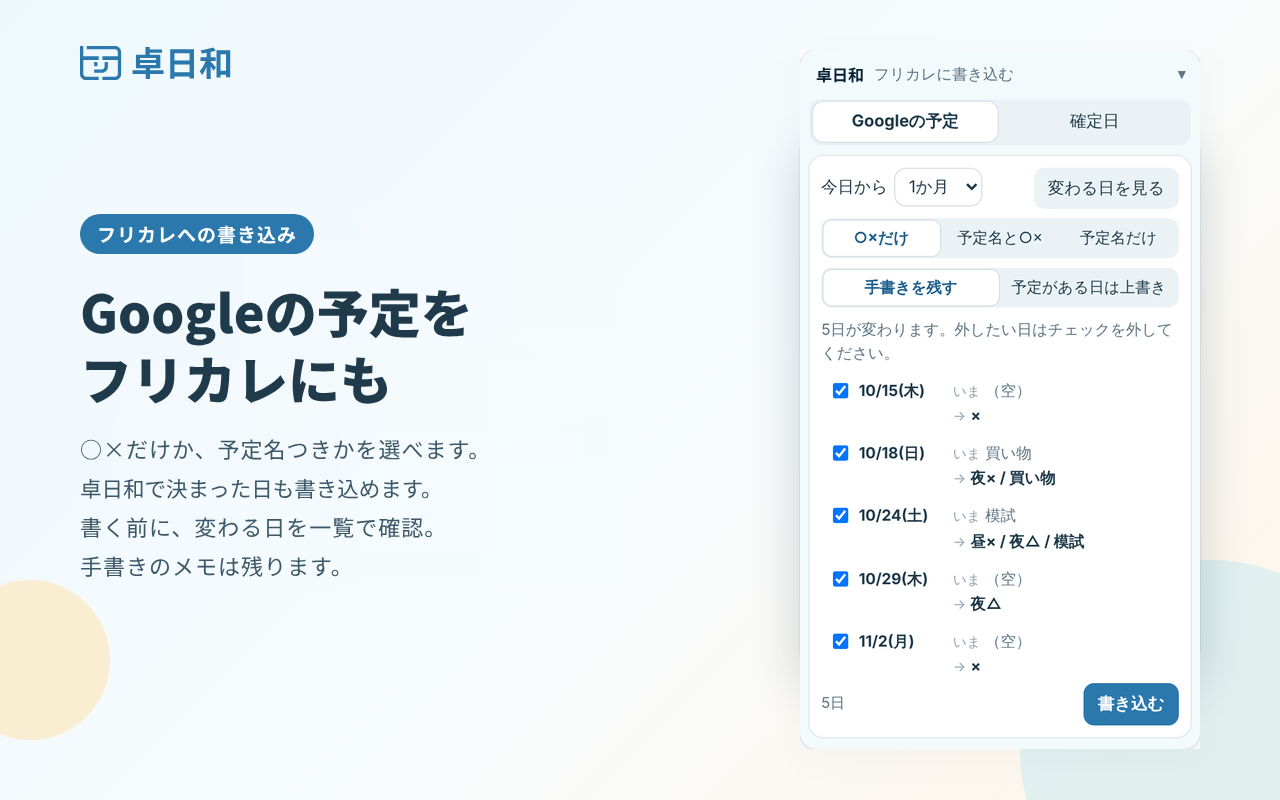 卓日和
フリカレへの書き込み
Googleの予定を
フリカレにも
○×だけか、予定名つきかを選べます。
卓日和で決まった日も書き込めます。
書く前に、変わる日を一覧で確認。
手書きのメモは残ります。
卓日和 フリカレに書き込む ▼
Googleの予定 確定日
今日から 1か月 変わる日を見る
○×だけ 予定名と○× 予定名だけ
手書きを残す 予定がある日は上書き
5日が変わります。外したい日はチェックを外して
ください。
10/15(木) いま （空）
→ ×
10/18(日) いま 買い物
→ 夜× / 買い物
10/24(土) いま 模試
→ 昼× / 夜△ / 模試
10/29(木) いま （空）
→ 夜△
11/2(月) いま （空）
→ ×
5日 書き込む